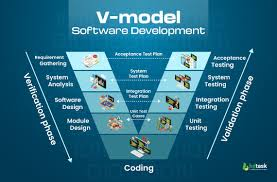 V-model
Software Development
Requirement
Gathering
Acceptance Test Plan
Acceptance
Testing
System
Analysis
System
Test Plan
System
Testing
Software
Design
Integration
Test Plan
Integration
Testing
Module
Design
Unit Test
Cases
Unit
Testing
Coding
Verification phase
Validation phase